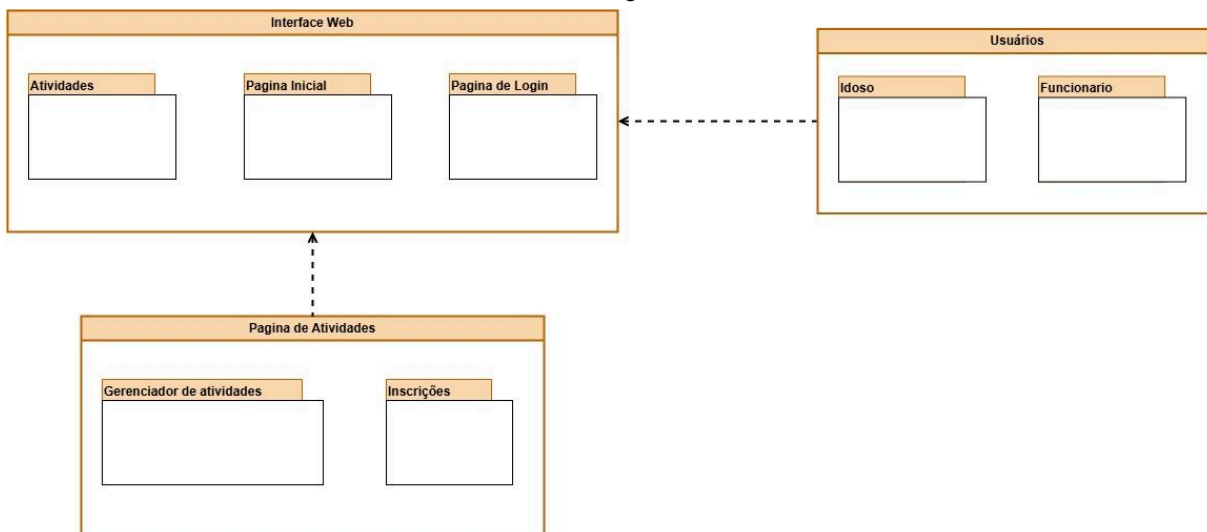 Interface Web
Atividades
Pagina Inicial
Pagina de Login
Usuários
Idoso
Funcionario
Pagina de Atividades
Gerenciador de atividades
Inscrições